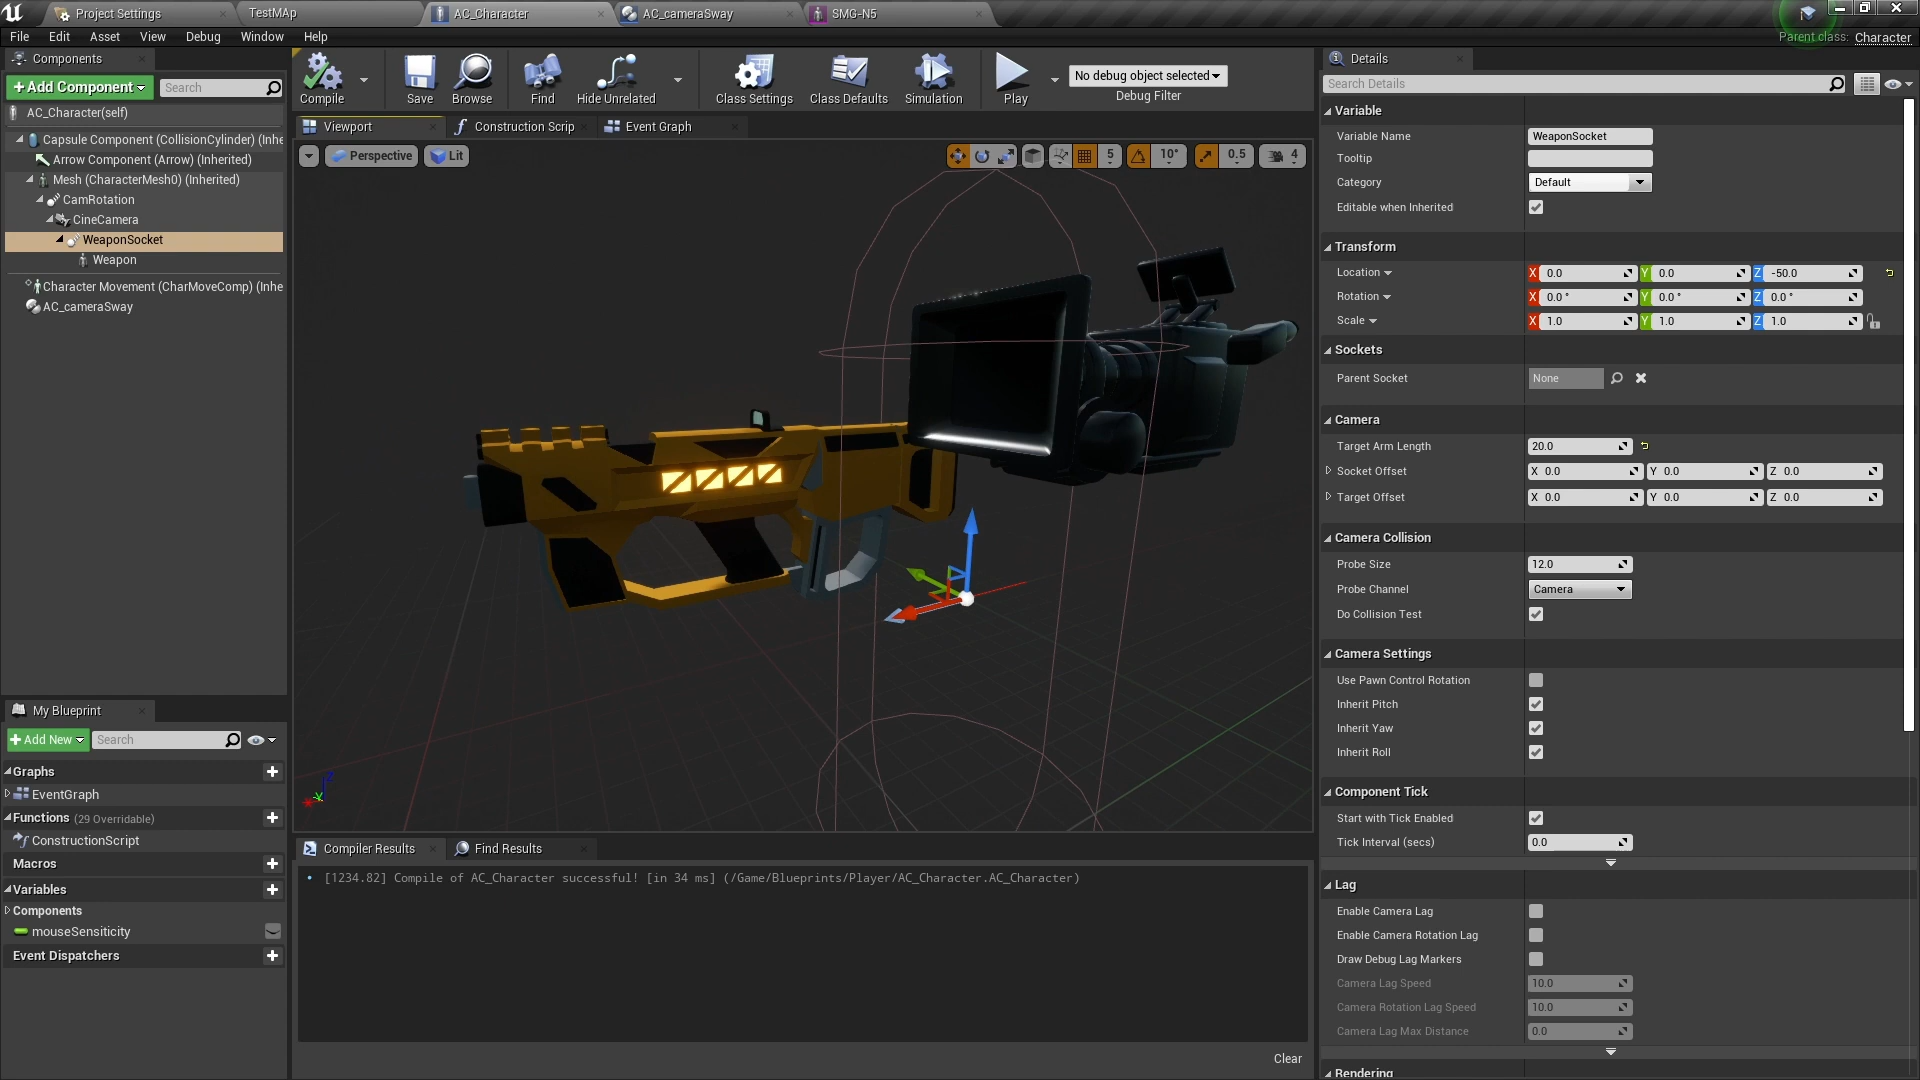 Project Settings
TestMAp
AC_Character
AC_cameraSway
SMG-N5
File
Edit
Asset
View
Debug
Window
Help
Parent class:
Character
Components
+Add Component
Search
AC_Character(self)
Capsule Component (CollisionCylinder) (Inhe
Arrow Component (Arrow) (Inherited)
Mesh (CharacterMesh0) (Inherited)
CamRotation
CineCamera
WeaponSocket
Weapon
Character Movement (CharMoveComp) (Inhe
AC_cameraSway
My Blueprint
+Add New
Search
Graphs
EventGraph
Functions (29 Overridable)
ConstructionScript
Macros
Variables
Components
mouseSensiticity
Event Dispatchers
Compile
Save
Browse
Find
Hide Unrelated
Class Settings
Class Defaults
Simulation
Play
No debug object selected
Debug Filter
Viewport
Construction Scrip
Event Graph
Perspective
Lit
5
10°
0.5
4
Z
Y
X
Compiler Results
Find Results
[1234.82] Compile of AC_Character successful! [in 34 ms] (/Game/Blueprints/Player/AC_Character.AC_Character)
Clear
Details
Search Details
Variable
Variable Name
WeaponSocket
Tooltip
Category
Default
Editable when Inherited
Transform
Location
X 0.0 Y 0.0 Z -50.0
Rotation
X 0.0 ° Y 0.0 ° Z 0.0 °
Scale
X 1.0 Y 1.0 Z 1.0
Sockets
Parent Socket
None
Camera
Target Arm Length
20.0
Socket Offset
X 0.0 Y 0.0 Z 0.0
Target Offset
X 0.0 Y 0.0 Z 0.0
Camera Collision
Probe Size
12.0
Probe Channel
Camera
Do Collision Test
Camera Settings
Use Pawn Control Rotation
Inherit Pitch
Inherit Yaw
Inherit Roll
Component Tick
Start with Tick Enabled
Tick Interval (secs)
0.0
Lag
Enable Camera Lag
Enable Camera Rotation Lag
Draw Debug Lag Markers
Camera Lag Speed
10.0
Camera Rotation Lag Speed
10.0
Camera Lag Max Distance
0.0
Rendering